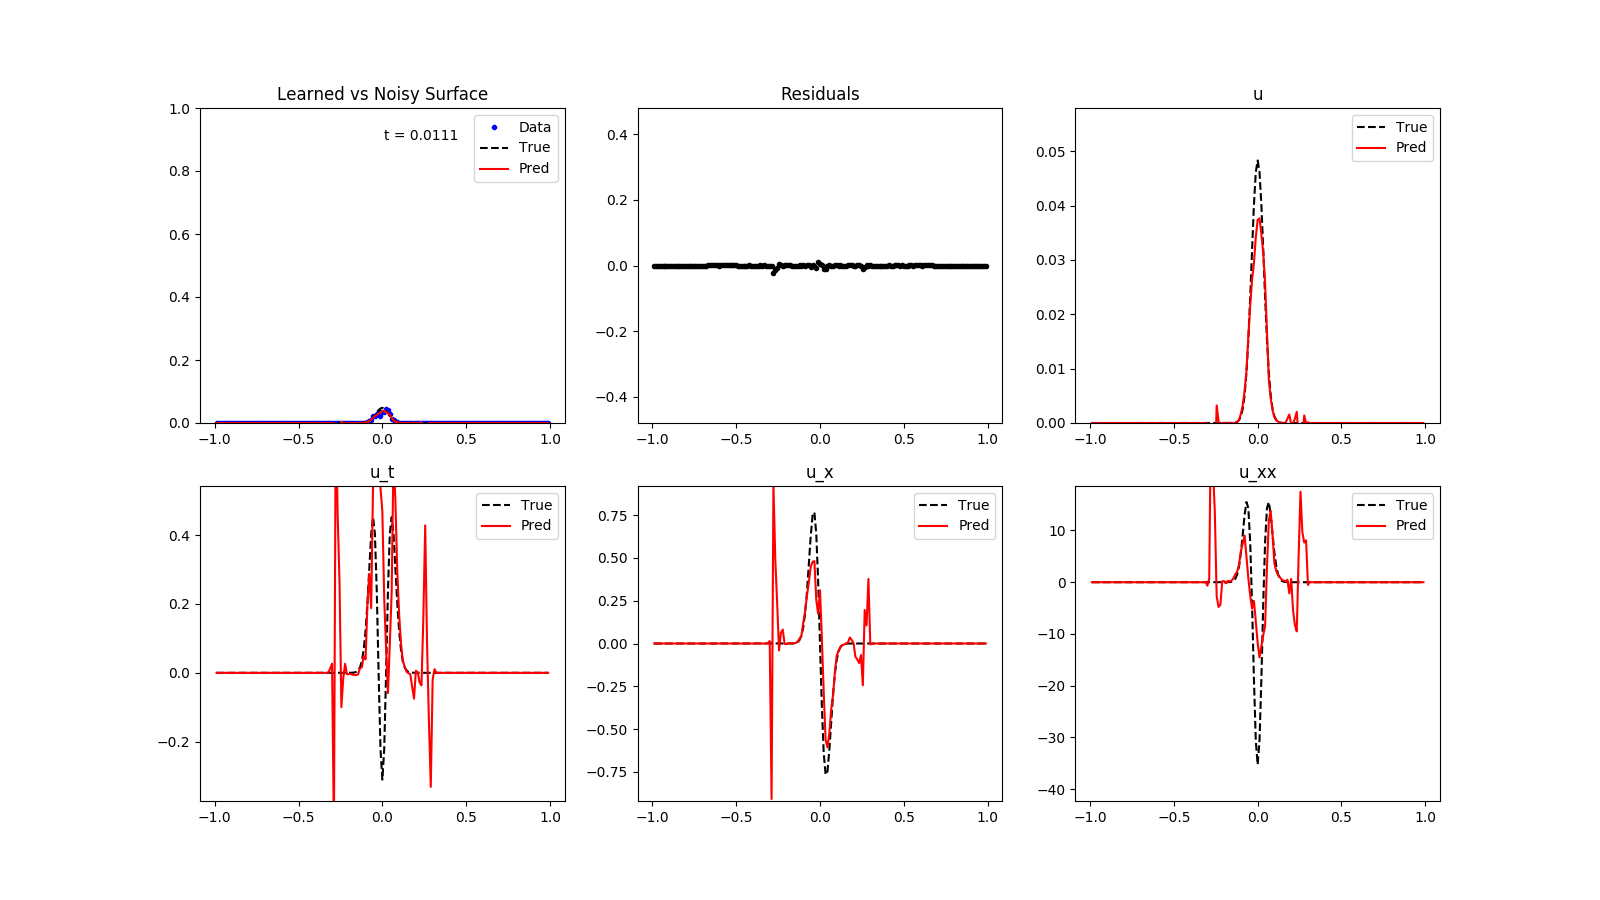 Learned vs Noisy Surface
1.0
0.8
0.6
0.4
0.2
0.0
t = 0.0111
Data
True
Pred
−1.0 −0.5 0.0 0.5 1.0
Residuals
0.4
0.2
0.0
−0.2
−0.4
−1.0 −0.5 0.0 0.5 1.0
u
0.05
0.04
0.03
0.02
0.01
0.00
True
Pred
−1.0 −0.5 0.0 0.5 1.0
u_t
0.4
0.2
0.0
−0.2
True
Pred
−1.0 −0.5 0.0 0.5 1.0
u_x
0.75
0.50
0.25
0.00
−0.25
−0.50
−0.75
True
Pred
−1.0 −0.5 0.0 0.5 1.0
u_xx
10
0
−10
−20
−30
−40
True
Pred
−1.0 −0.5 0.0 0.5 1.0